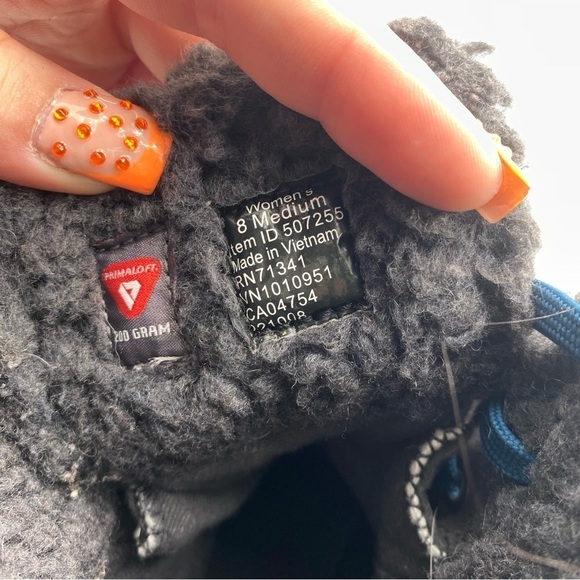 PRIMALOFT.
200 GRAM
Women's
8 Medium
Item ID 507255
Made in Vietnam
RN71341
VN1010951
CA04754